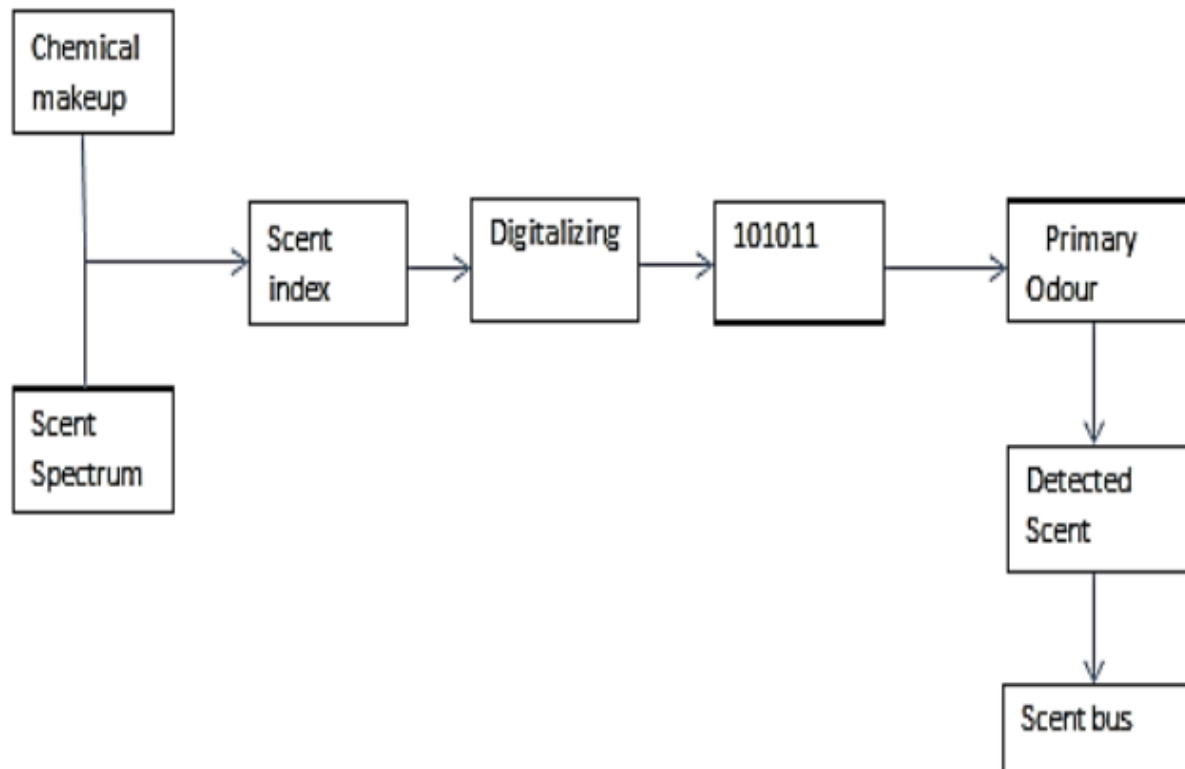 Chemical
makeup
Scent
index
Digitalizing
101011
Primary
Odour
Scent
Spectrum
Detected
Scent
Scent bus